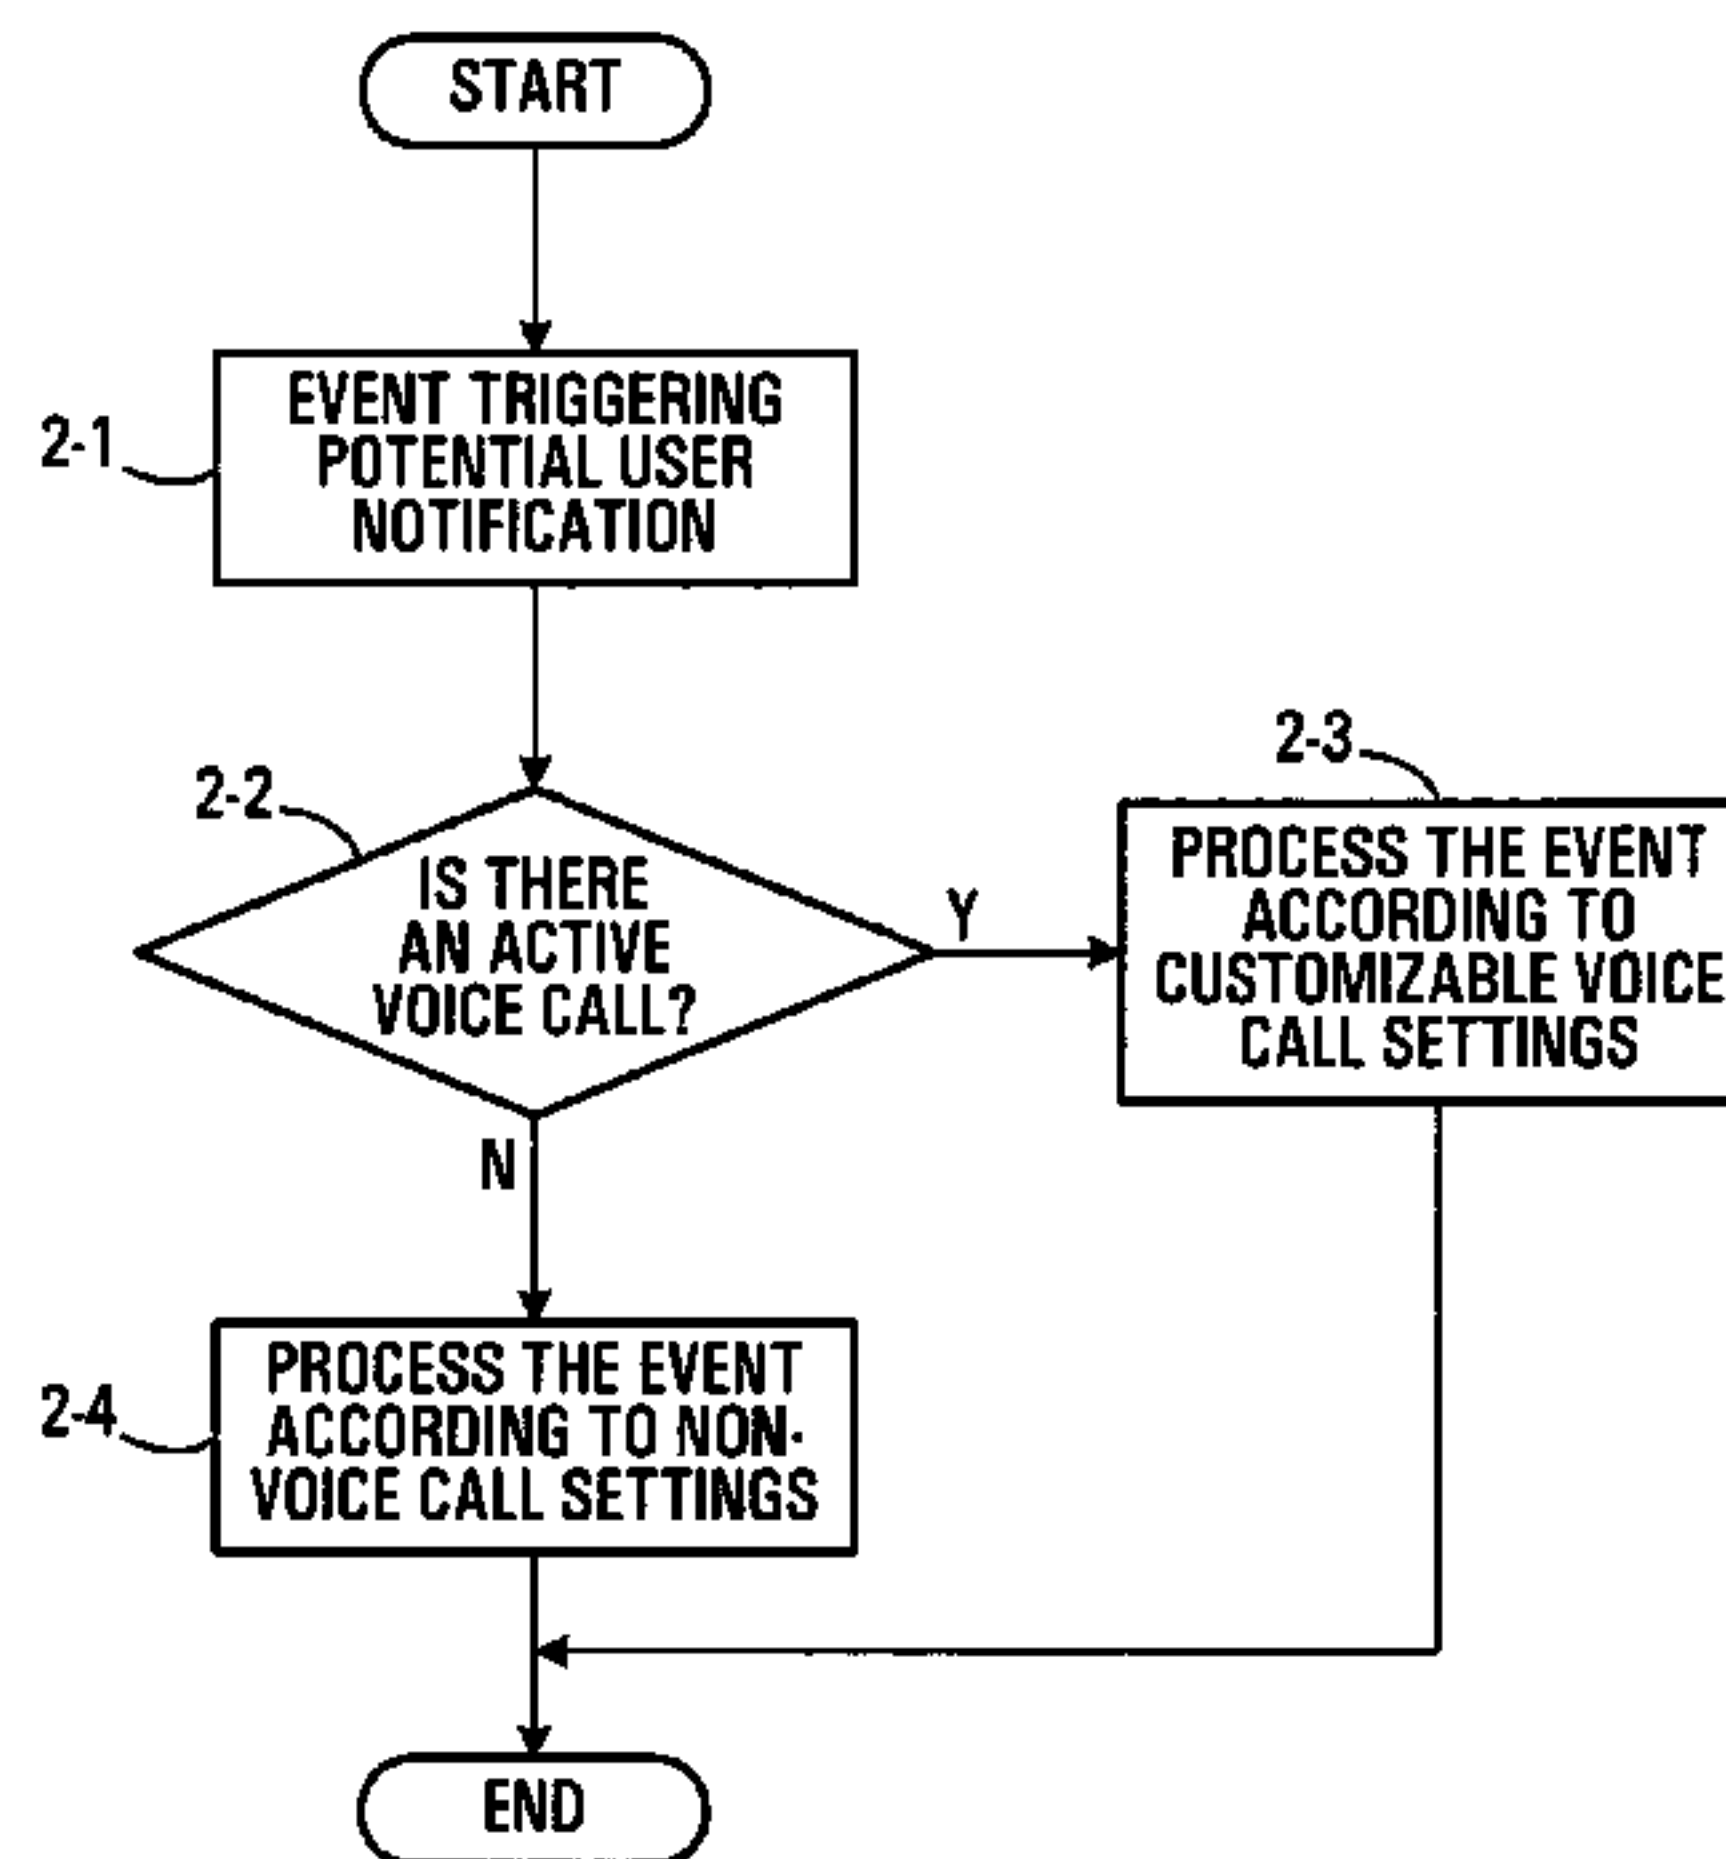 START
EVENT TRIGGERING
POTENTIAL USER
NOTIFICATION
2-1
2-2
IS THERE
AN ACTIVE
VOICE CALL?
Y
N
2-3
PROCESS THE EVENT
ACCORDING TO
CUSTOMIZABLE VOICE
CALL SETTINGS
PROCESS THE EVENT
ACCORDING TO NON-
VOICE CALL SETTINGS
2-4
END